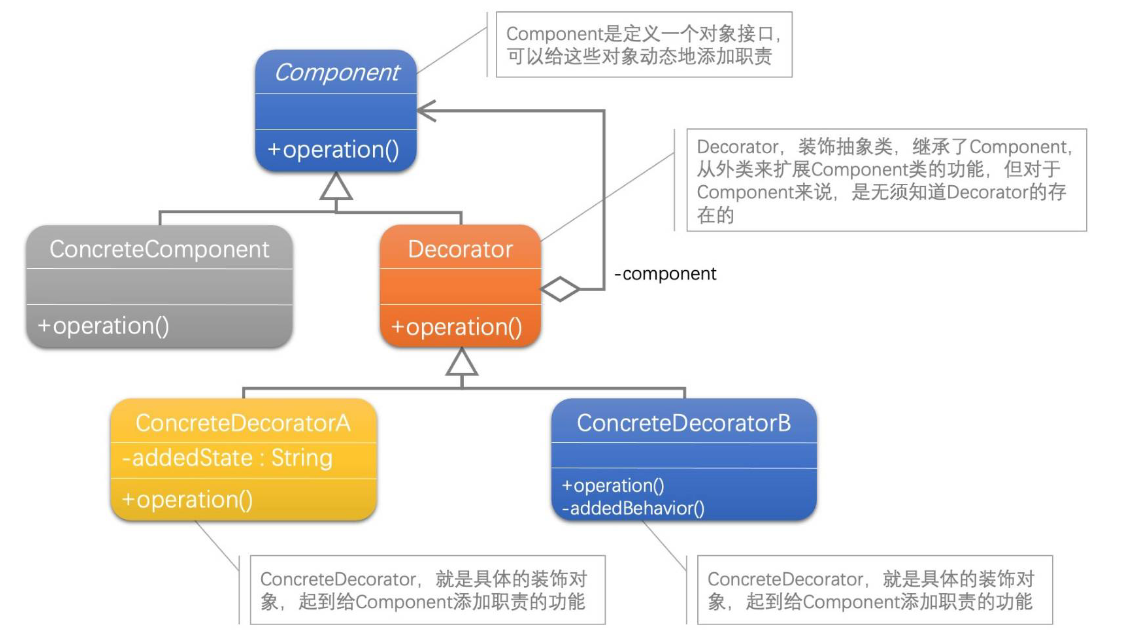 Component是定义一个对象接口，
可以给这些对象动态地添加职责
Component
+operation()
Decorator，装饰抽象类，继承了Component，
从外类来扩展Component类的功能，但对于
Component来说，是无须知道Decorator的存
在的
ConcreteComponent
+operation()
Decorator
+operation()
-component
ConcreteDecoratorA
-addedState : String
+operation()
ConcreteDecoratorB
+operation()
-addedBehavior()
ConcreteDecorator，就是具体的装饰对
象，起到给Component添加职责的功能
ConcreteDecorator，就是具体的装饰对
象，起到给Component添加职责的功能